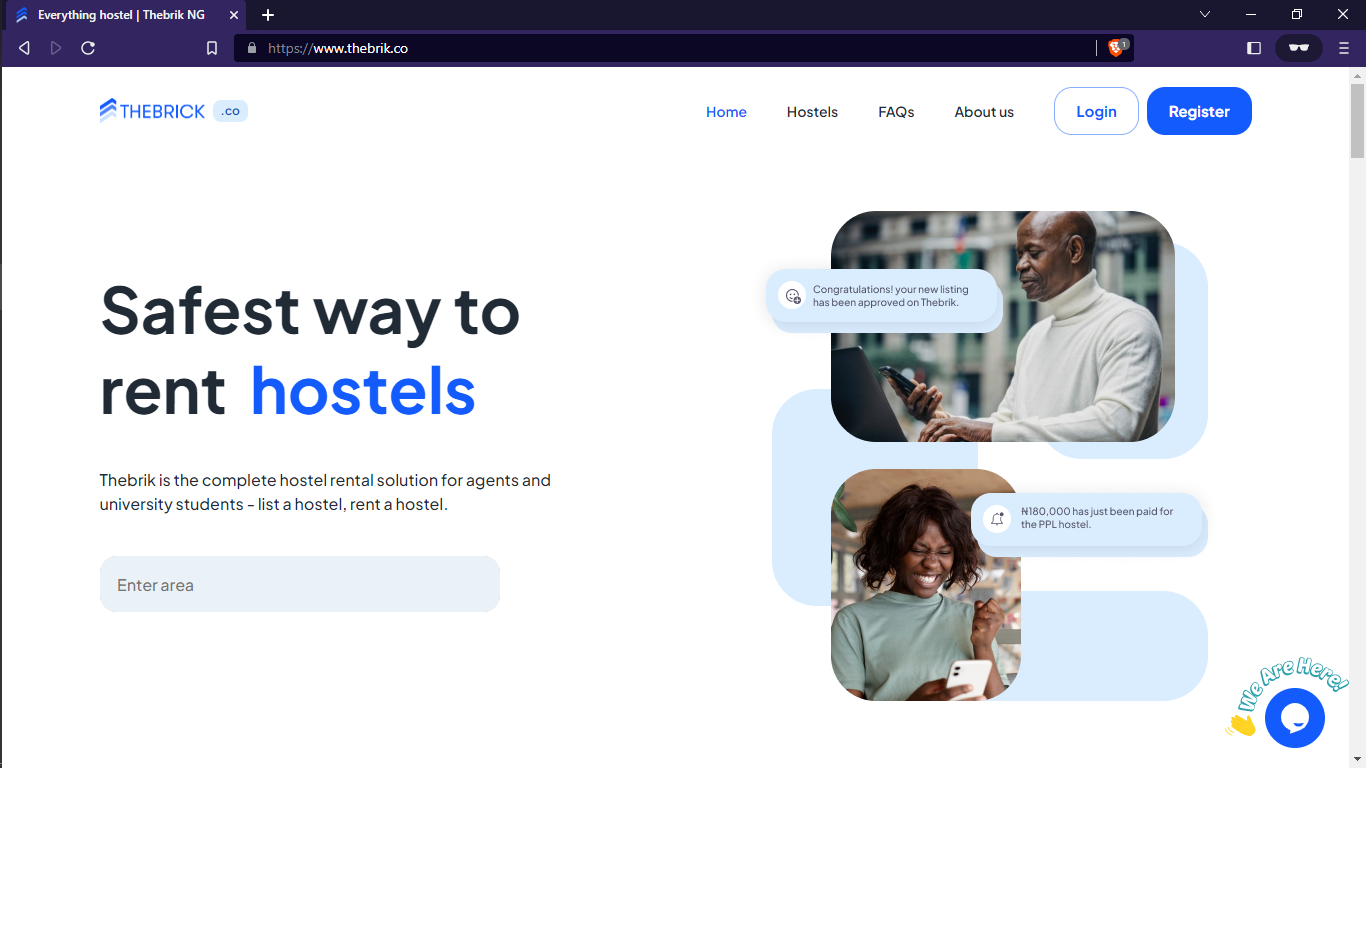 Everything hostel | Thebrik NG
https://www.thebrik.co
1
THEBRICK .co
Home Hostels FAQs About us Login Register
Safest way to
rent hostels
Thebrik is the complete hostel rental solution for agents and
university students - list a hostel, rent a hostel.
Enter area
Congratulations! your new listing
has been approved on Thebrik.
₦180,000 has just been paid for
the PPL hostel.
We Are Here!